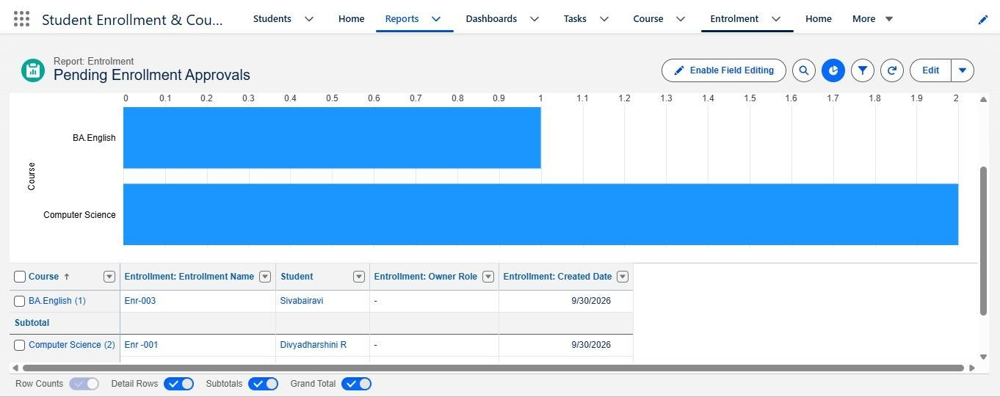 Student Enrollment & Cou... Students Home Reports Dashboards Tasks Course Entrolment Home More
Report: Entrolment
Pending Enrollment Approvals
Enable Field Editing Edit
0 0.1 0.2 0.3 0.4 0.5 0.6 0.7 0.8 0.9 1 1.1 1.2 1.3 1.4 1.5 1.6 1.7 1.8 1.9 2
BA.English
Course
Computer Science
Course ↑ Entrollment: Entrollment Name Student Entrollment: Owner Role Entrollment: Created Date
BA.English (1) Enr-003 Sivabairavi - 9/30/2026
Subtotal
Computer Science (2) Enr -001 Divyadharshini R - 9/30/2026
Row Counts Detail Rows Subtotals Grand Total